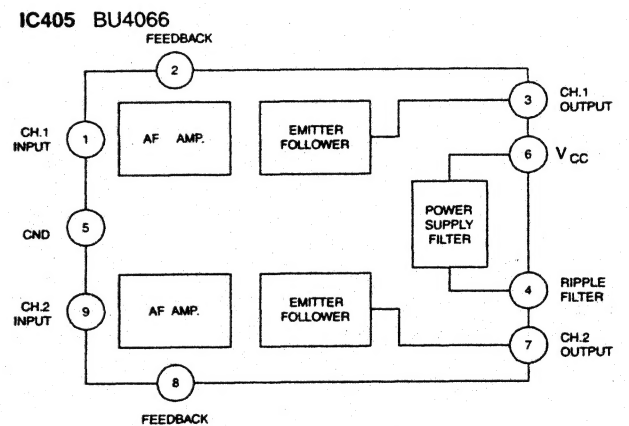 IC405 BU4066
FEEDBACK
2
CH.1
OUTPUT
3
CH.1
INPUT
1
AF AMP.
EMITTER
FOLLOWER
6
VCC
5
CND
POWER
SUPPLY
FILTER
4
RIPPLE
FILTER
CH.2
INPUT
9
AF AMP.
EMITTER
FOLLOWER
7
CH.2
OUTPUT
8
FEEDBACK